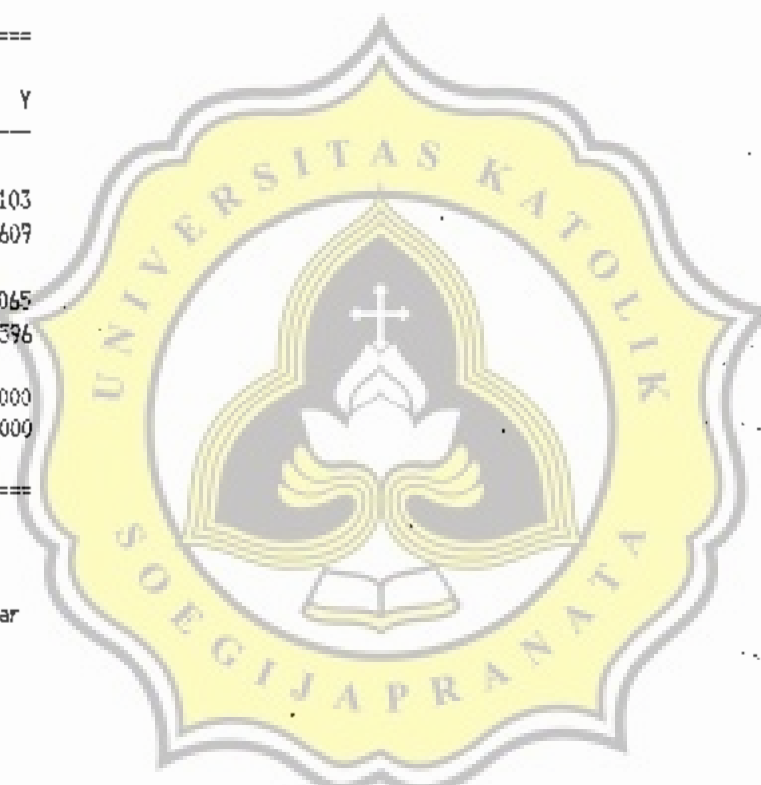 ===
Y
103
609
065
396
000
000
===
ar
UNIVERSITAS KATOLIK
SOEGIJAPRANATA